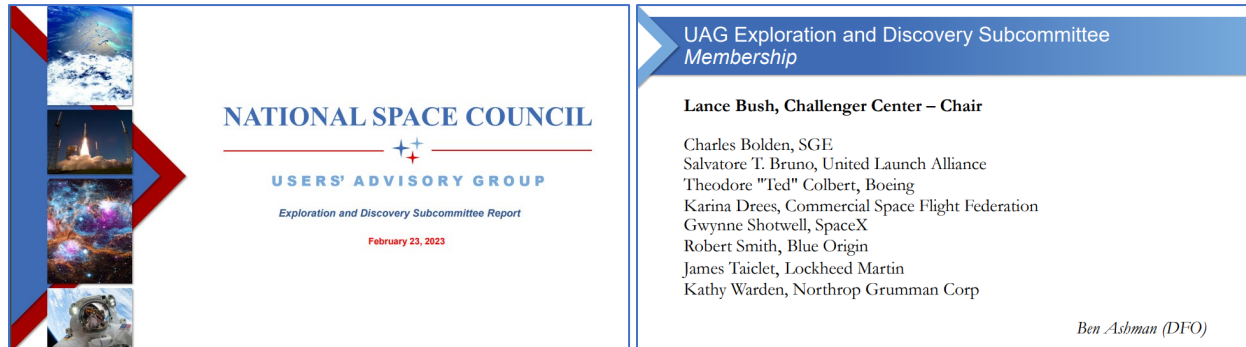 NATIONAL SPACE COUNCIL
USERS' ADVISORY GROUP
Exploration and Discovery Subcommittee Report
February 23, 2023
UAG Exploration and Discovery Subcommittee
Membership
Lance Bush, Challenger Center – Chair
Charles Bolden, SGE
Salvatore T. Bruno, United Launch Alliance
Theodore "Ted" Colbert, Boeing
Karina Drees, Commercial Space Flight Federation
Gwynne Shotwell, SpaceX
Robert Smith, Blue Origin
James Taiclet, Lockheed Martin
Kathy Warden, Northrop Grumman Corp
Ben Ashman (DFO)